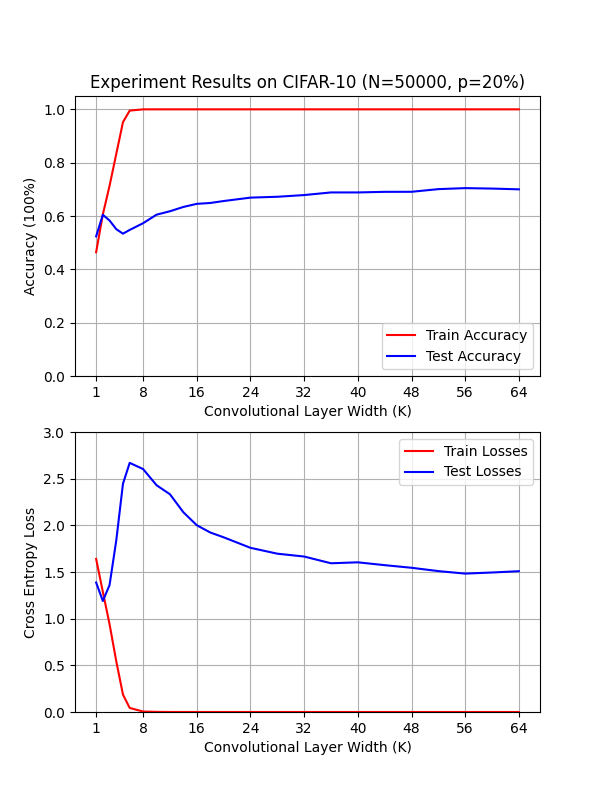 Experiment Results on CIFAR-10 (N=50000, p=20%)
1.0
0.8
0.6
0.4
0.2
0.0
Accuracy (100%)
Train Accuracy
Test Accuracy
1 8 16 24 32 40 48 56 64
Convolutional Layer Width (K)
3.0
2.5
2.0
1.5
1.0
0.5
0.0
Cross Entropy Loss
Train Losses
Test Losses
1 8 16 24 32 40 48 56 64
Convolutional Layer Width (K)